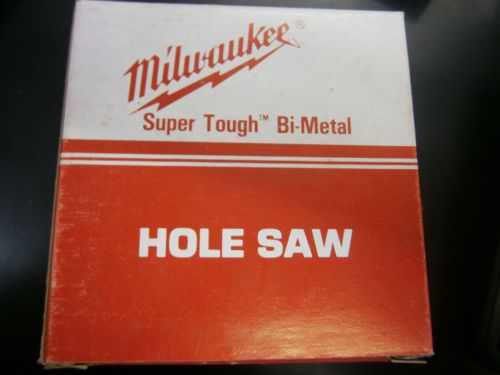 Milwaukee®
Super Tough™ Bi-Metal
HOLE SAW